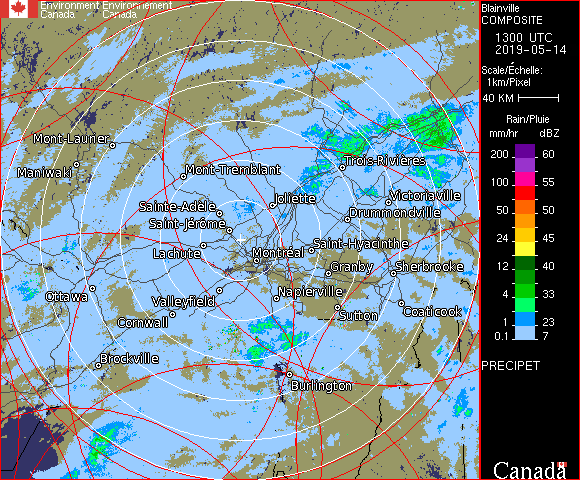 Environment Environnement
Canada Canada
Blainville
COMPOSITE
1300 UTC
2019-05-14
Scale/Échelle:
1km/Pixel
40 KM
Rain/Pluie
mm/hr dBZ
200 60
100 55
50 50
24 45
12 40
4 33
1 23
0.1 7
PRECIPET
Canada
Mont-Laurier
Maniwaki
Mont-Tremblant
Trois-Rivières
Sainte-Adèle
Joliette
Victoriaville
Drummondville
Saint-Jérôme
Saint-Hyacinthe
Lachute
Montréal
Granby
Sherbrooke
Ottawa
Valleyfield
Napierville
Coaticook
Cornwall
Sutton
Brockville
Burlington